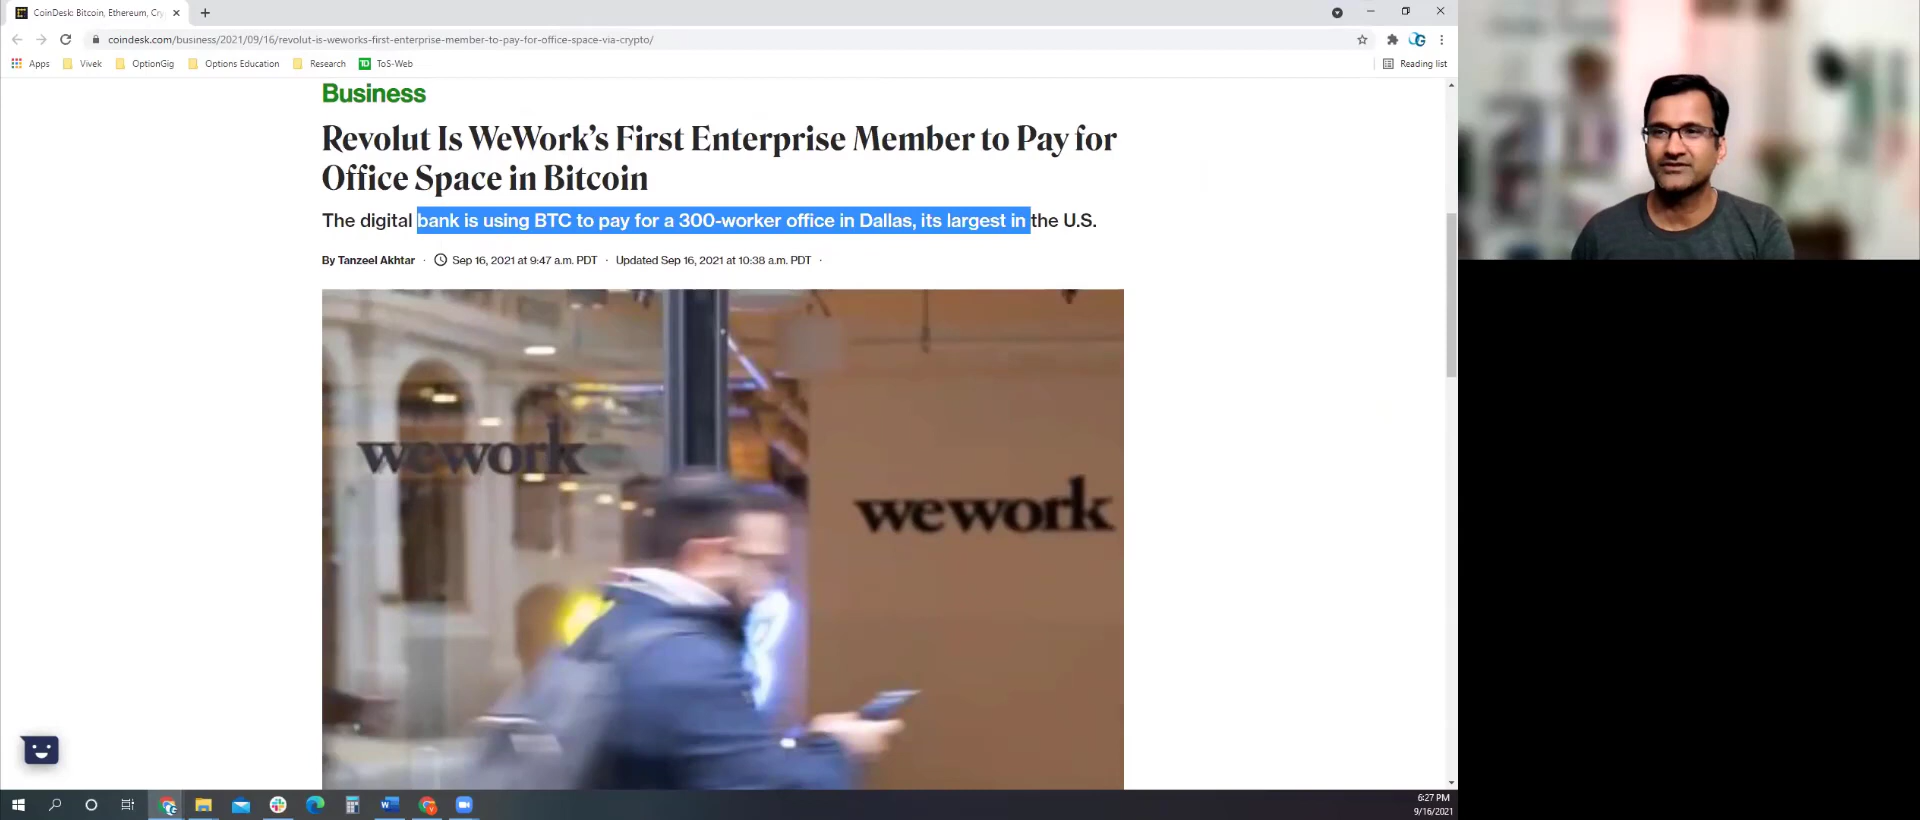 CoinDesk: Bitcoin, Ethereum, Cry
coindesk.com/business/2021/09/16/revolut-is-weworks-first-enterprise-member-to-pay-for-office-space-via-crypto/
Apps Vivek OptionGig Options Education Research ToS-Web Reading list
Business
Revolut Is WeWork’s First Enterprise Member to Pay for
Office Space in Bitcoin
The digital bank is using BTC to pay for a 300-worker office in Dallas, its largest in the U.S.
By Tanzeel Akhtar · Sep 16, 2021 at 9:47 a.m. PDT · Updated Sep 16, 2021 at 10:38 a.m. PDT ·
wework
wework
6:27 PM
9/16/2021